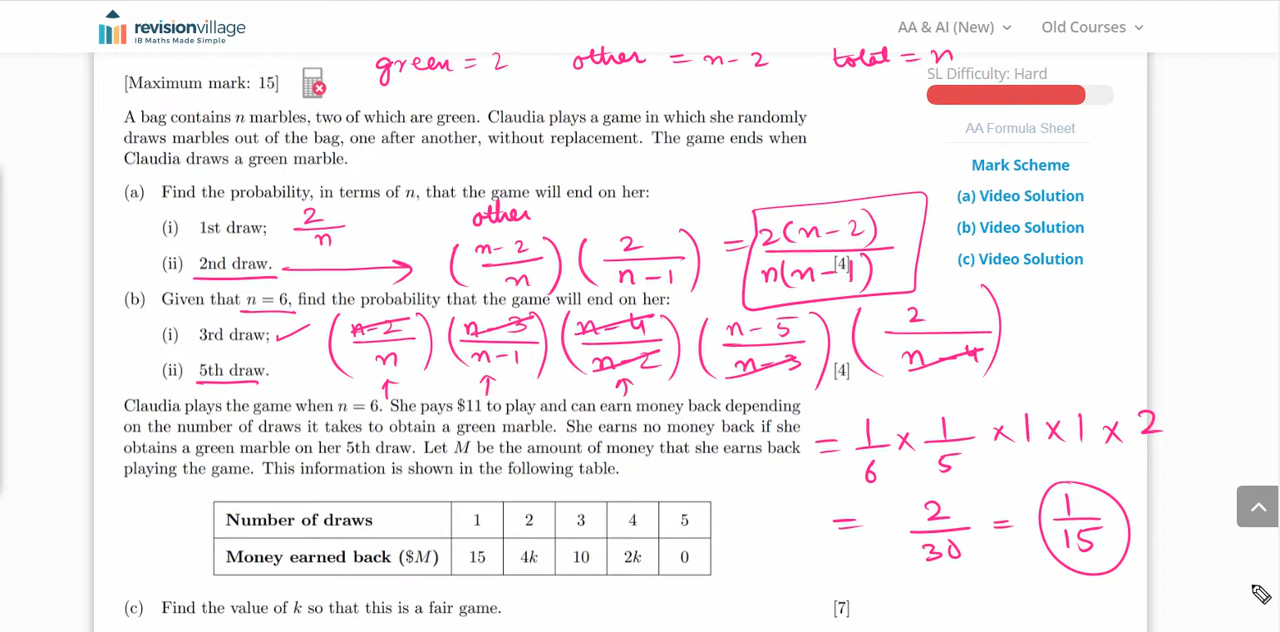 revisionvillage
IB Maths Made Simple
AA & AI (New)
Old Courses
green = 2 other = n-2 total = n
[Maximum mark: 15]
SL Difficulty: Hard
A bag contains n marbles, two of which are green. Claudia plays a game in which she randomly
draws marbles out of the bag, one after another, without replacement. The game ends when
Claudia draws a green marble.
AA Formula Sheet
Mark Scheme
(a) Video Solution
(b) Video Solution
(c) Video Solution
(a) Find the probability, in terms of n, that the game will end on her:
other
(i) 1st draw; 2/n
(ii) 2nd draw. → ((n-2)/n) (2/(n-1)) = 2(n-2)/n(n-1)
[4]
(b) Given that n = 6, find the probability that the game will end on her:
(i) 3rd draw; ✓ ((n-2)/n) ((n-3)/(n-1)) ((n-4)/(n-2)) ((n-5)/(n-3)) (2/(n-4))
(ii) 5th draw.
[4]
Claudia plays the game when n = 6. She pays $11 to play and can earn money back depending
on the number of draws it takes to obtain a green marble. She earns no money back if she
obtains a green marble on her 5th draw. Let M be the amount of money that she earns back
playing the game. This information is shown in the following table.
= 1/6 × 1/5 × 1 × 1 × 2
= 2/30 = 1/15
Number of draws 1 2 3 4 5
Money earned back ($M) 15 4k 10 2k 0
(c) Find the value of k so that this is a fair game. [7]